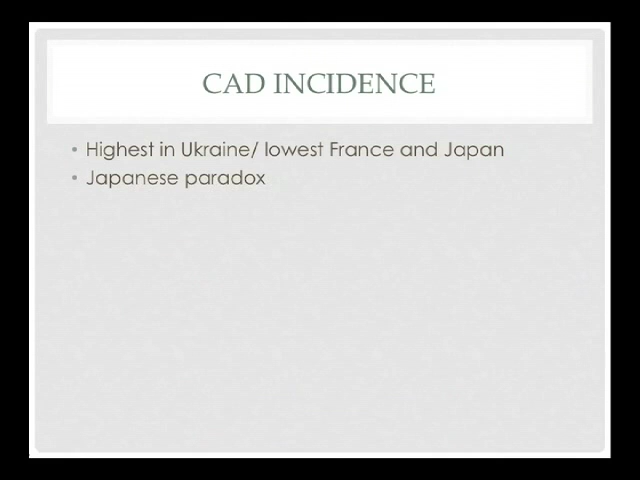 CAD INCIDENCE
• Highest in Ukraine/ lowest France and Japan
• Japanese paradox